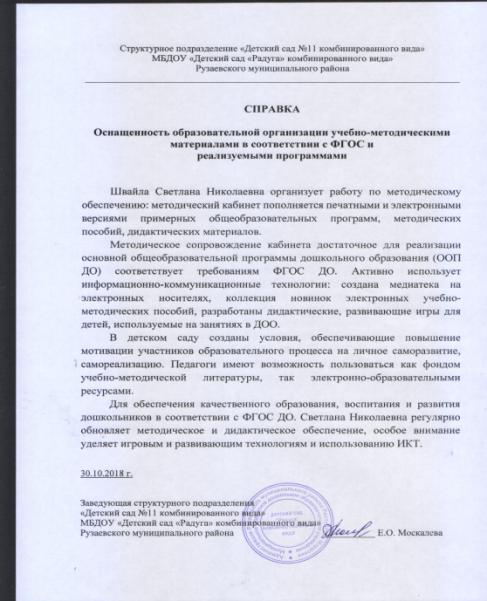 Структурное подразделение «Детский сад №11 комбинированного вида»
МБДОУ «Детский сад «Радуга» комбинированного вида»
Рузаевского муниципального района
СПРАВКА
Оснащенность образовательной организации учебно-методическими
материалами в соответствии с ФГОС и
реализуемыми программами
Швайла Светлана Николаевна организует работу по методическому
обеспечению: методический кабинет пополняется печатными и электронными
версиями примерных общеобразовательных программ, методических
пособий, дидактических материалов.
Методическое сопровождение кабинета достаточное для реализации
основной общеобразовательной программы дошкольного образования (ООП
ДО) соответствует требованиям ФГОС ДО. Активно использует
информационно-коммуникационные технологии: создана медиатека на
электронных носителях, коллекция новинок электронных учебно-
методических пособий, разработаны дидактические, развивающие игры для
детей, используемые на занятиях в ДОО.
В детском саду созданы условия, обеспечивающие повышение
мотивации участников образовательного процесса на личное саморазвитие,
самореализацию. Педагоги имеют возможность пользоваться как фондом
учебно-методической литературы, так электронно-образовательными
ресурсами.
Для обеспечения качественного образования, воспитания и развития
дошкольников в соответствии с ФГОС ДО. Светлана Николаевна регулярно
обновляет методическое и дидактическое обеспечение, особое внимание
уделяет игровым и развивающим технологиям и использованию ИКТ.
30.10.2018 г.
Заведующая структурного подразделения
«Детский сад №11 комбинированного вида»
МБДОУ «Детский сад «Радуга» комбинированного вида»
Рузаевского муниципального района Е.О. Москалева